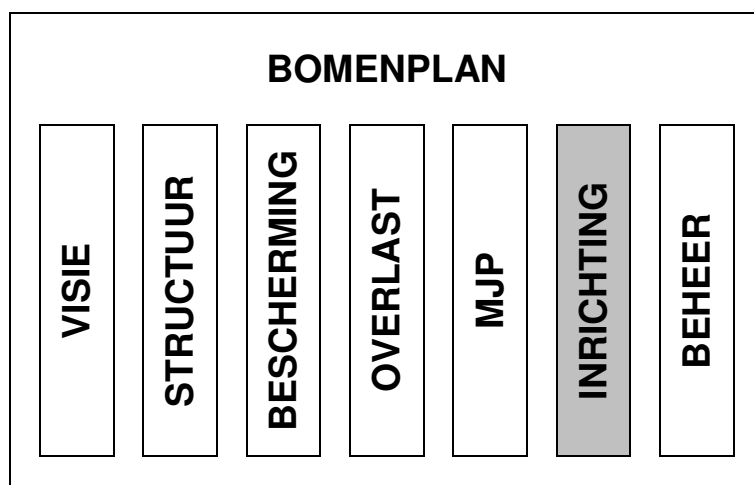 BOMENPLAN
VISIE
STRUCTUUR
BESCHERMING
OVERLAST
MJP
INRICHTING
BEHEER